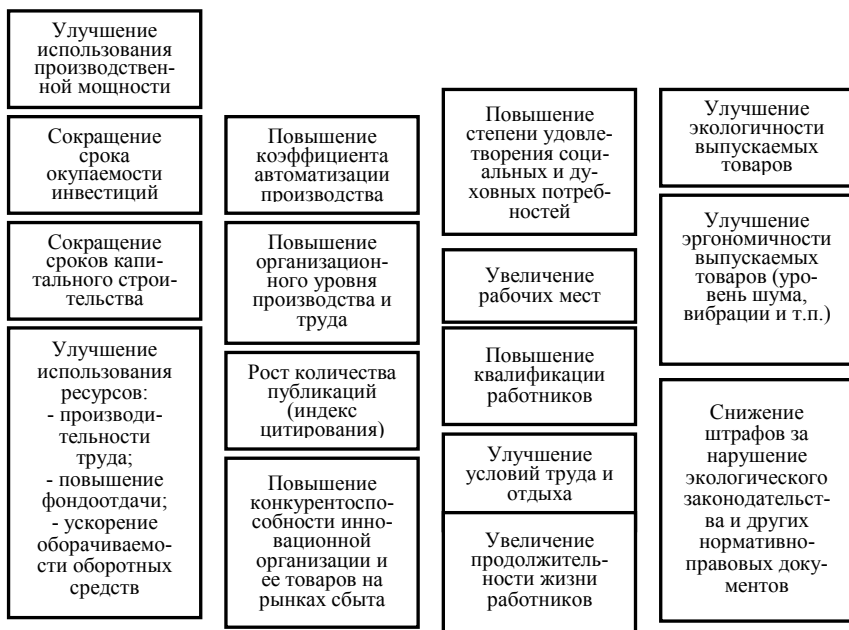 Улучшение
использования
производствен-
ной мощности
Сокращение
срока
окупаемости
инвестиций
Сокращение
сроков капи-
тального строи-
тельства
Улучшение
использования
ресурсов:
- производи-
тельности
труда;
- повышение
фондоотдачи;
- ускорение
оборачиваемо-
сти оборотных
средств
Повышение
коэффициента
автоматизации
производства
Повышение
организацион-
ного уровня
производства и
труда
Рост количества
публикаций
(индекс
цитирования)
Повышение
конкурентоспо-
собности инно-
вационной
организации и
ее товаров на
рынках сбыта
Повышение
степени удовле-
творения соци-
альных и ду-
ховных потреб-
ностей
Увеличение
рабочих мест
Повышение
квалификации
работников
Улучшение
условий труда и
отдыха
Увеличение
продолжитель-
ности жизни
работников
Улучшение
экологичности
выпускаемых
товаров
Улучшение
эргономичности
выпускаемых
товаров (уро-
вень шума,
вибрации и т.п.)
Снижение
штрафов за
нарушение
экологического
законодательст-
ва и других
нормативно-
правовых доку-
ментов